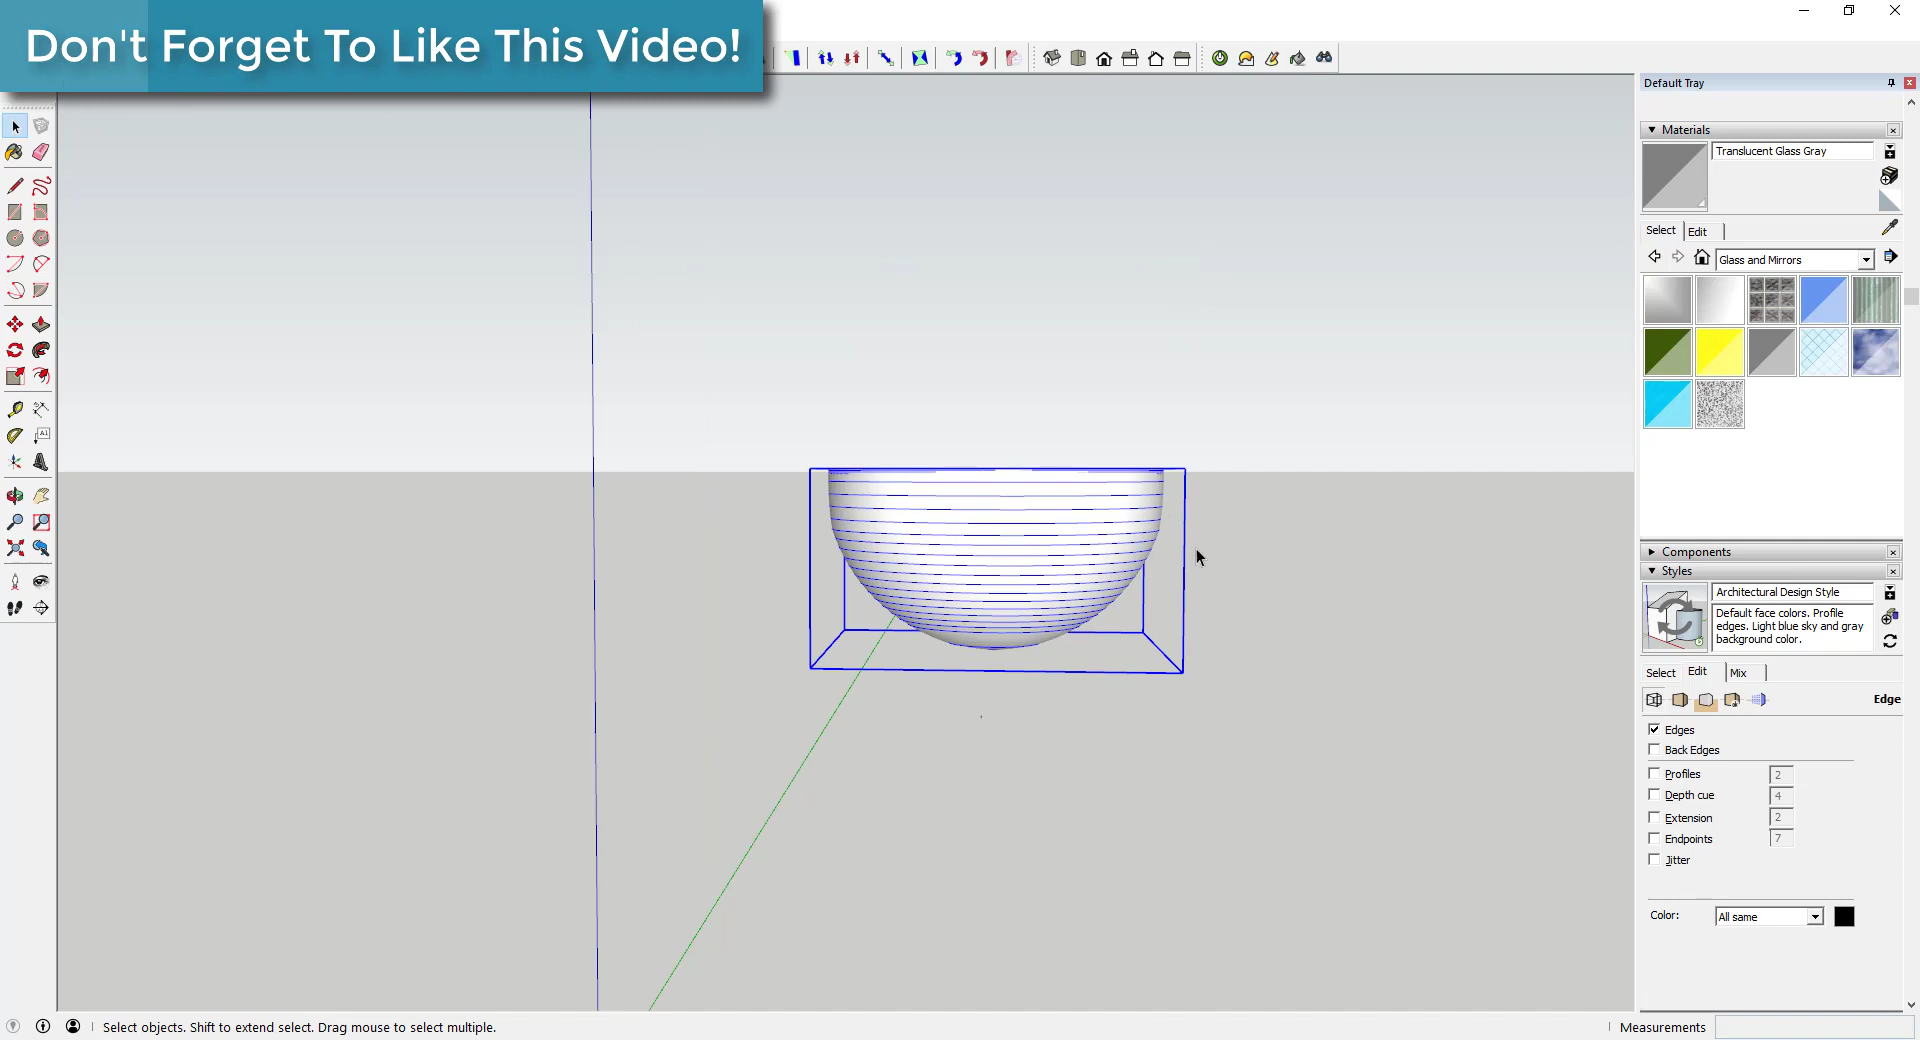 Don't Forget To Like This Video!
Default Tray
Materials
Translucent Glass Gray
Select
Edit
Glass and Mirrors
Components
Styles
Architectural Design Style
Default face colors. Profile
edges. Light blue sky and gray
background color.
Select
Edit
Mix
Edge
Edges
Back Edges
Profiles
2
Depth cue
4
Extension
2
Endpoints
7
Jitter
Color:
All same
A1
Select objects. Shift to extend select. Drag mouse to select multiple.
Measurements